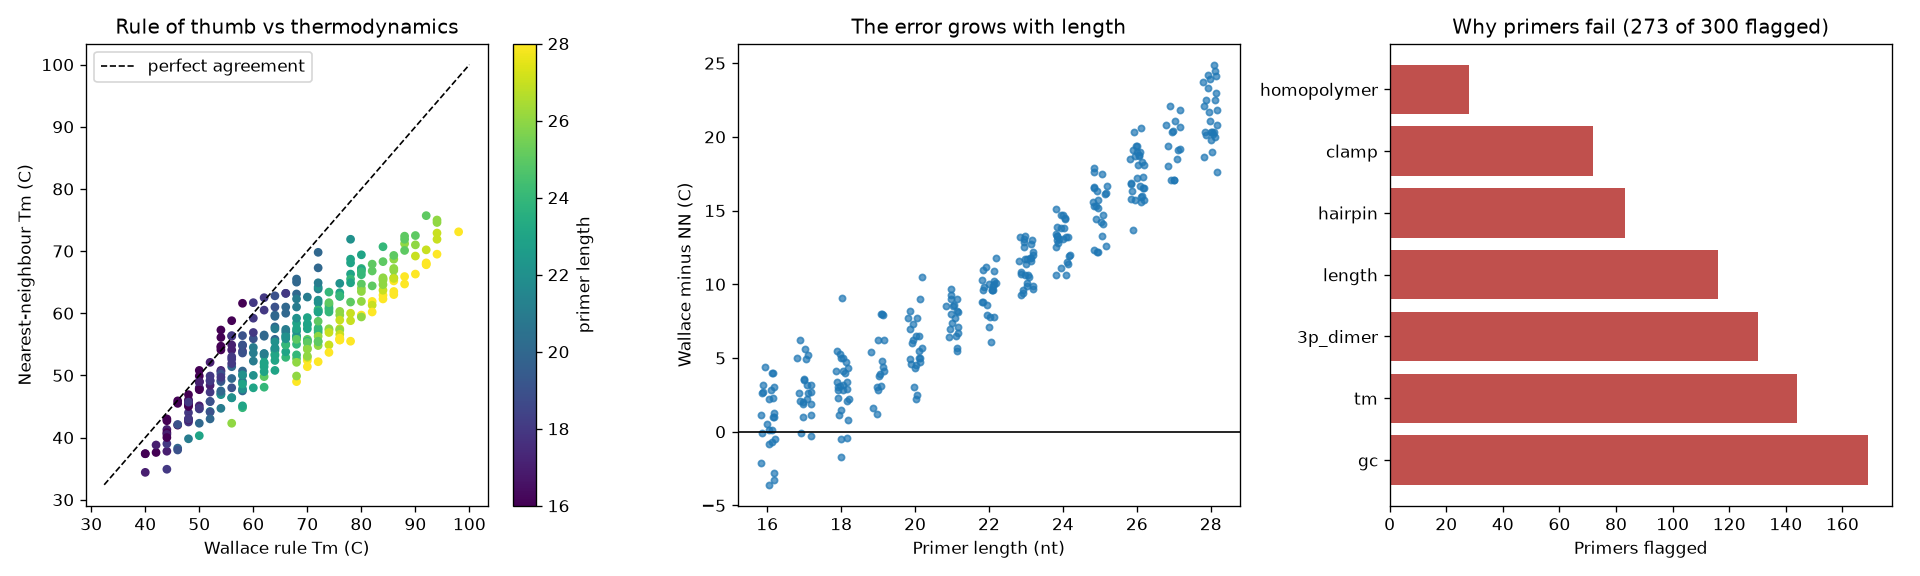 Rule of thumb vs thermodynamics
perfect agreement
Nearest-neighbour Tm (C)
100
90
80
70
60
50
40
30
30 40 50 60 70 80 90 100
Wallace rule Tm (C)
28
26
24
22
20
18
16
primer length
The error grows with length
Wallace minus NN (C)
25
20
15
10
5
0
−5
16 18 20 22 24 26 28
Primer length (nt)
Why primers fail (273 of 300 flagged)
homopolymer
clamp
hairpin
length
3p_dimer
tm
gc
0 20 40 60 80 100 120 140 160
Primers flagged